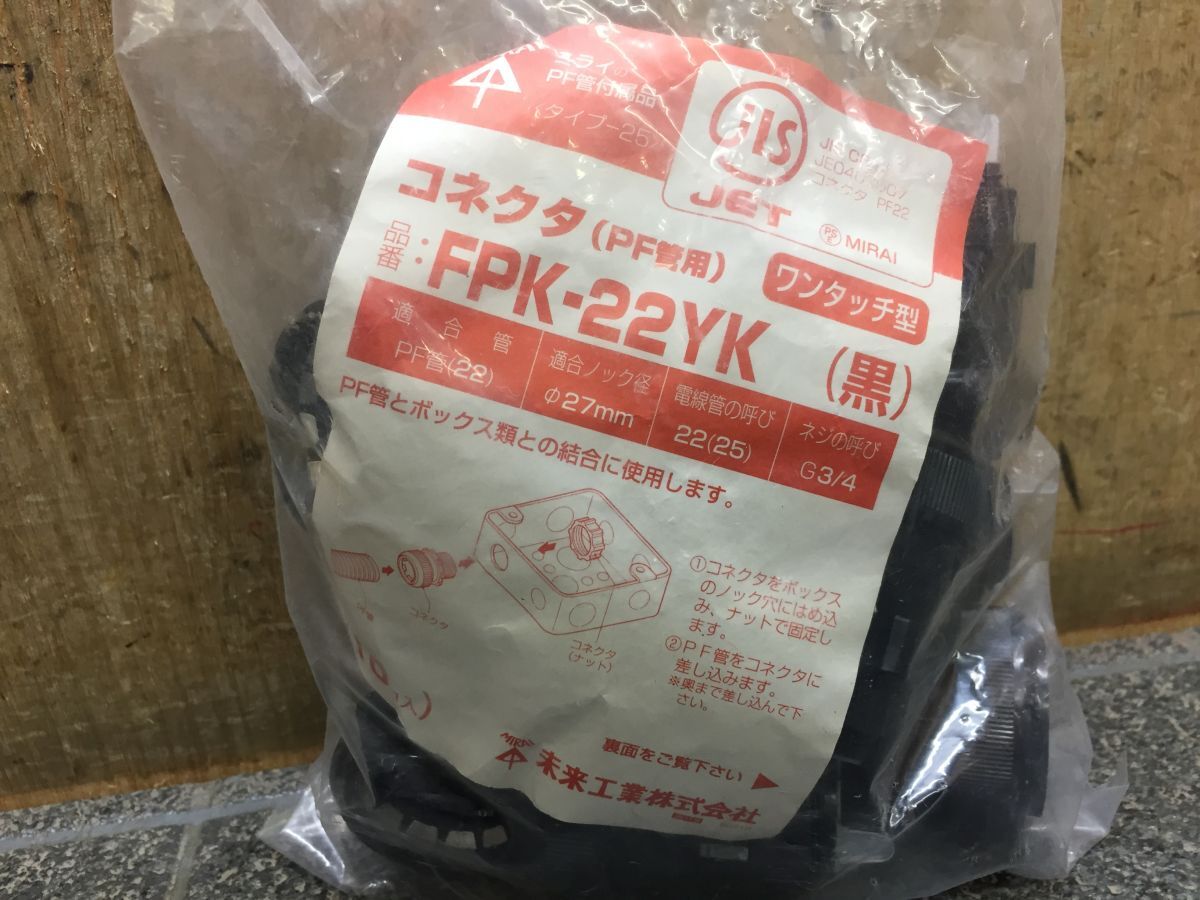 ミライの
PF管付属品
(タイプ-25)
JIS
JET
コネクタ PF22
PS
E
MIRAI
コネクタ(PF管用)
ワンタッチ型
品番:FPK-22YK(黒)
適合管
PF管(22)
適合ノック径
φ27mm
電線管の呼び
22(25)
ネジの呼び
G3/4
PF管とボックス類との結合に使用します。
コネクタ
コネクタ
(ナット)
①コネクタをボックス
のノック穴にはめ込
み、ナットで固定し
ます。
②PF管をコネクタに
差し込みます。
※奥まで差し込んで下
さい。
裏面をご覧下さい
未来工業株式会社